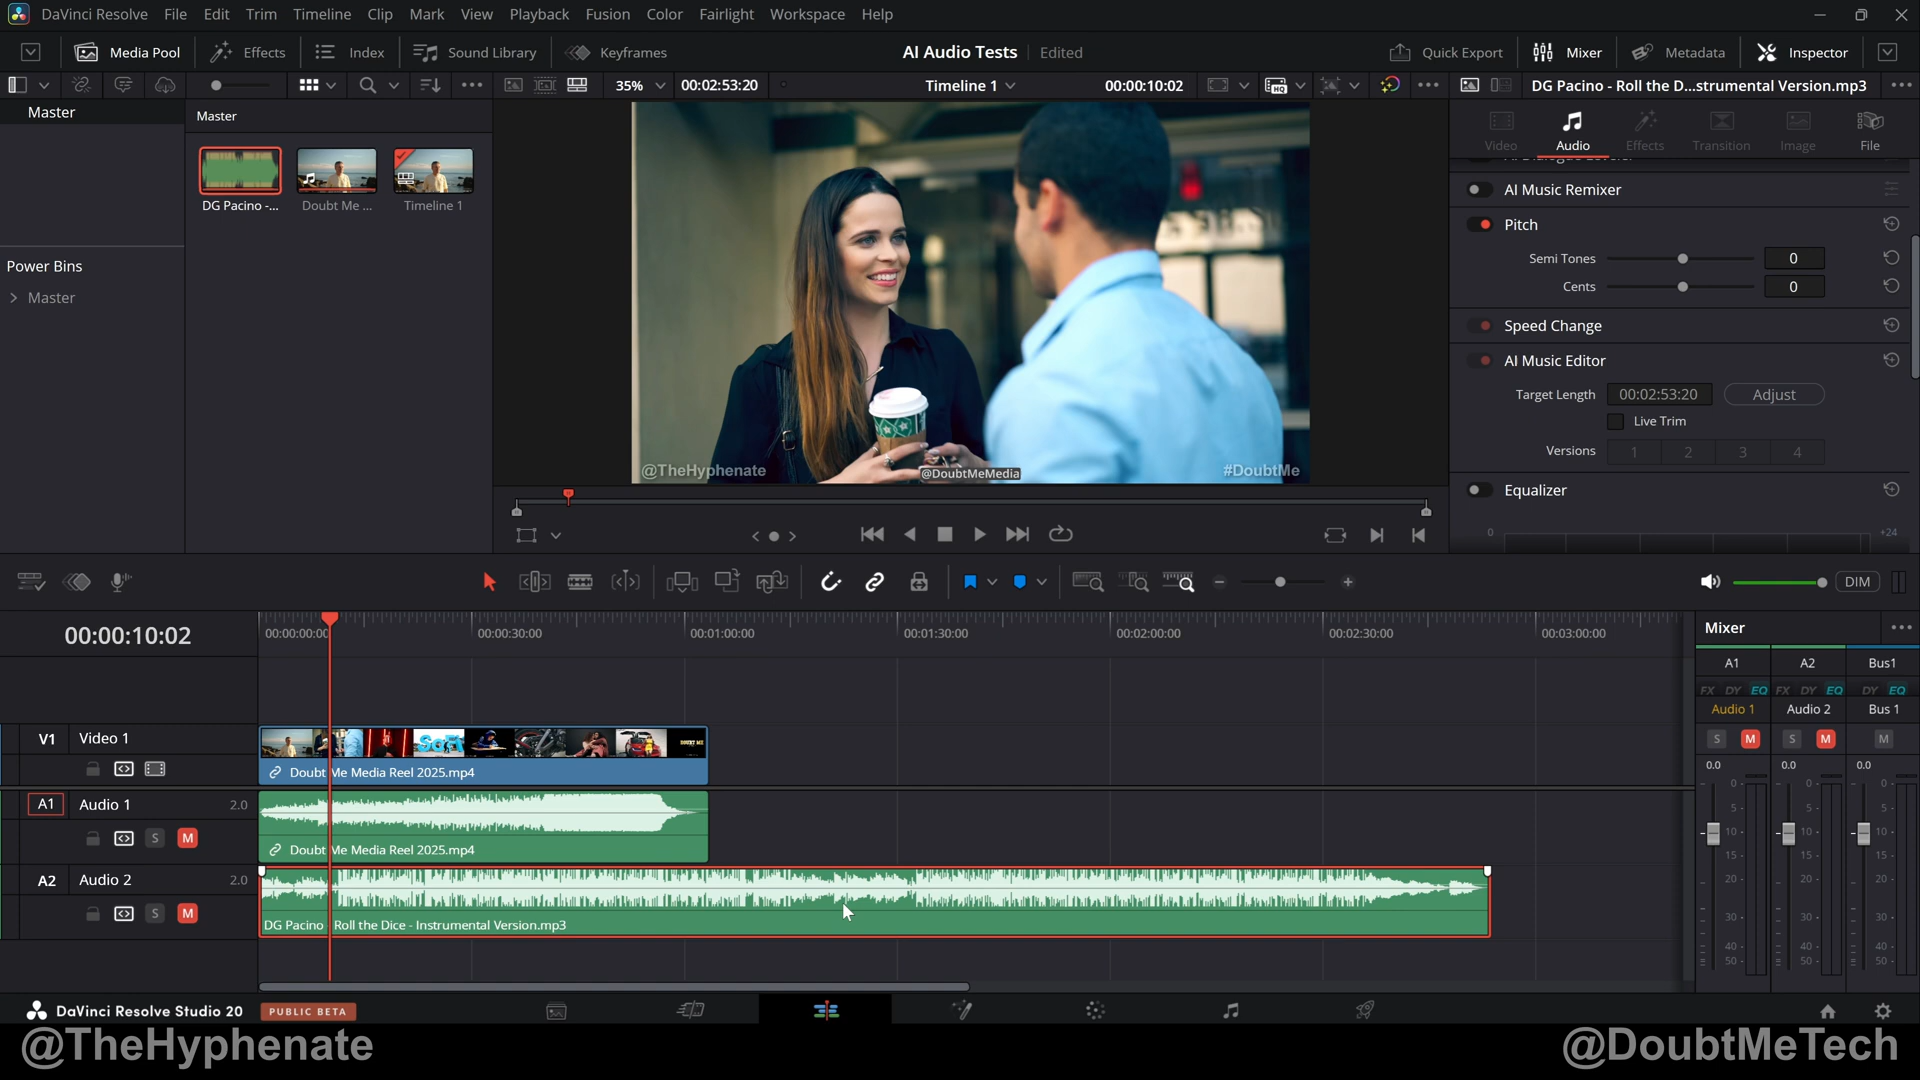 DaVinci Resolve File Edit Trim Timeline Clip Mark View Playback Fusion Color Fairlight Workspace Help
Media Pool Effects Index Sound Library Keyframes AI Audio Tests Edited Quick Export Mixer Metadata Inspector
35% 00:02:53:20 Timeline 1 00:00:10:02 HQ DG Pacino - Roll the D...strumental Version.mp3
Master
Master
DG Pacino -...
Doubt Me ...
Timeline 1
Power Bins
Master
@TheHyphenate
@DoubtMeMedia
#DoubtMe
Video Audio Effects Transition Image File
AI Music Remixer
Pitch
Semi Tones 0
Cents 0
Speed Change
AI Music Editor
Target Length 00:02:53:20 Adjust
Live Trim
Versions 1 2 3 4
Equalizer
0 +24
DIM
00:00:10:02
00:00:00:00 00:00:30:00 00:01:00:00 00:01:30:00 00:02:00:00 00:02:30:00 00:03:00:00
V1 Video 1
Doubt Me Media Reel 2025.mp4
A1 Audio 1 2.0
S M
Doubt Me Media Reel 2025.mp4
A2 Audio 2 2.0
S M
DG Pacino - Roll the Dice - Instrumental Version.mp3
Mixer
A1 A2 Bus1
FX DY EQ FX DY EQ DY EQ
Audio 1 Audio 2 Bus 1
S M S M M
0.0 0.0 0.0
0 0 0
5 5 5
10 10 10
15 15 15
20 20 20
30 30 30
40 40 40
50 50 50
DaVinci Resolve Studio 20 PUBLIC BETA
@TheHyphenate
@DoubtMeTech